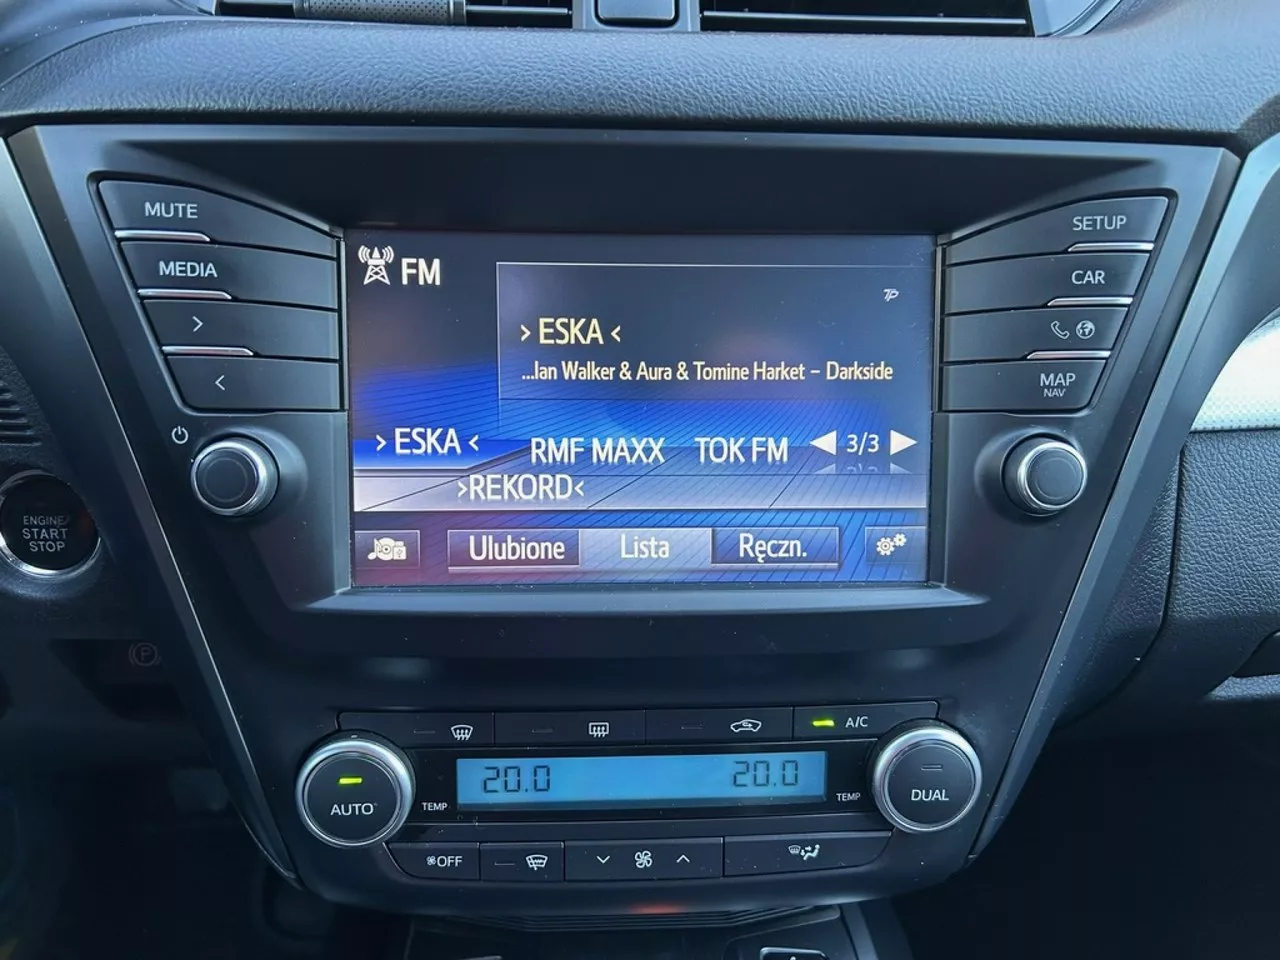 MUTE
SETUP
MEDIA
CAR
>
<
MAP
NAV
FM
TP
> ESKA <
...lan Walker & Aura & Tomine Harket – Darkside
> ESKA < RMF MAXX TOK FM 3/3
>REKORD<
Ulubione Lista Ręczn.
ENGINE
START
STOP
P
A/C
20.0 20.0
AUTO
TEMP
TEMP
DUAL
OFF